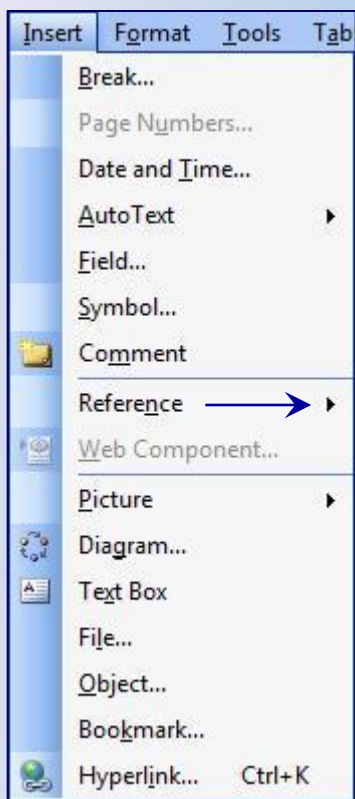 Insert Format Tools Tab
Break...
Page Numbers...
Date and Time...
AutoText
Field...
Symbol...
Comment
Reference
Web Component...
Picture
Diagram...
Text Box
File...
Object...
Bookmark...
Hyperlink... Ctrl+K